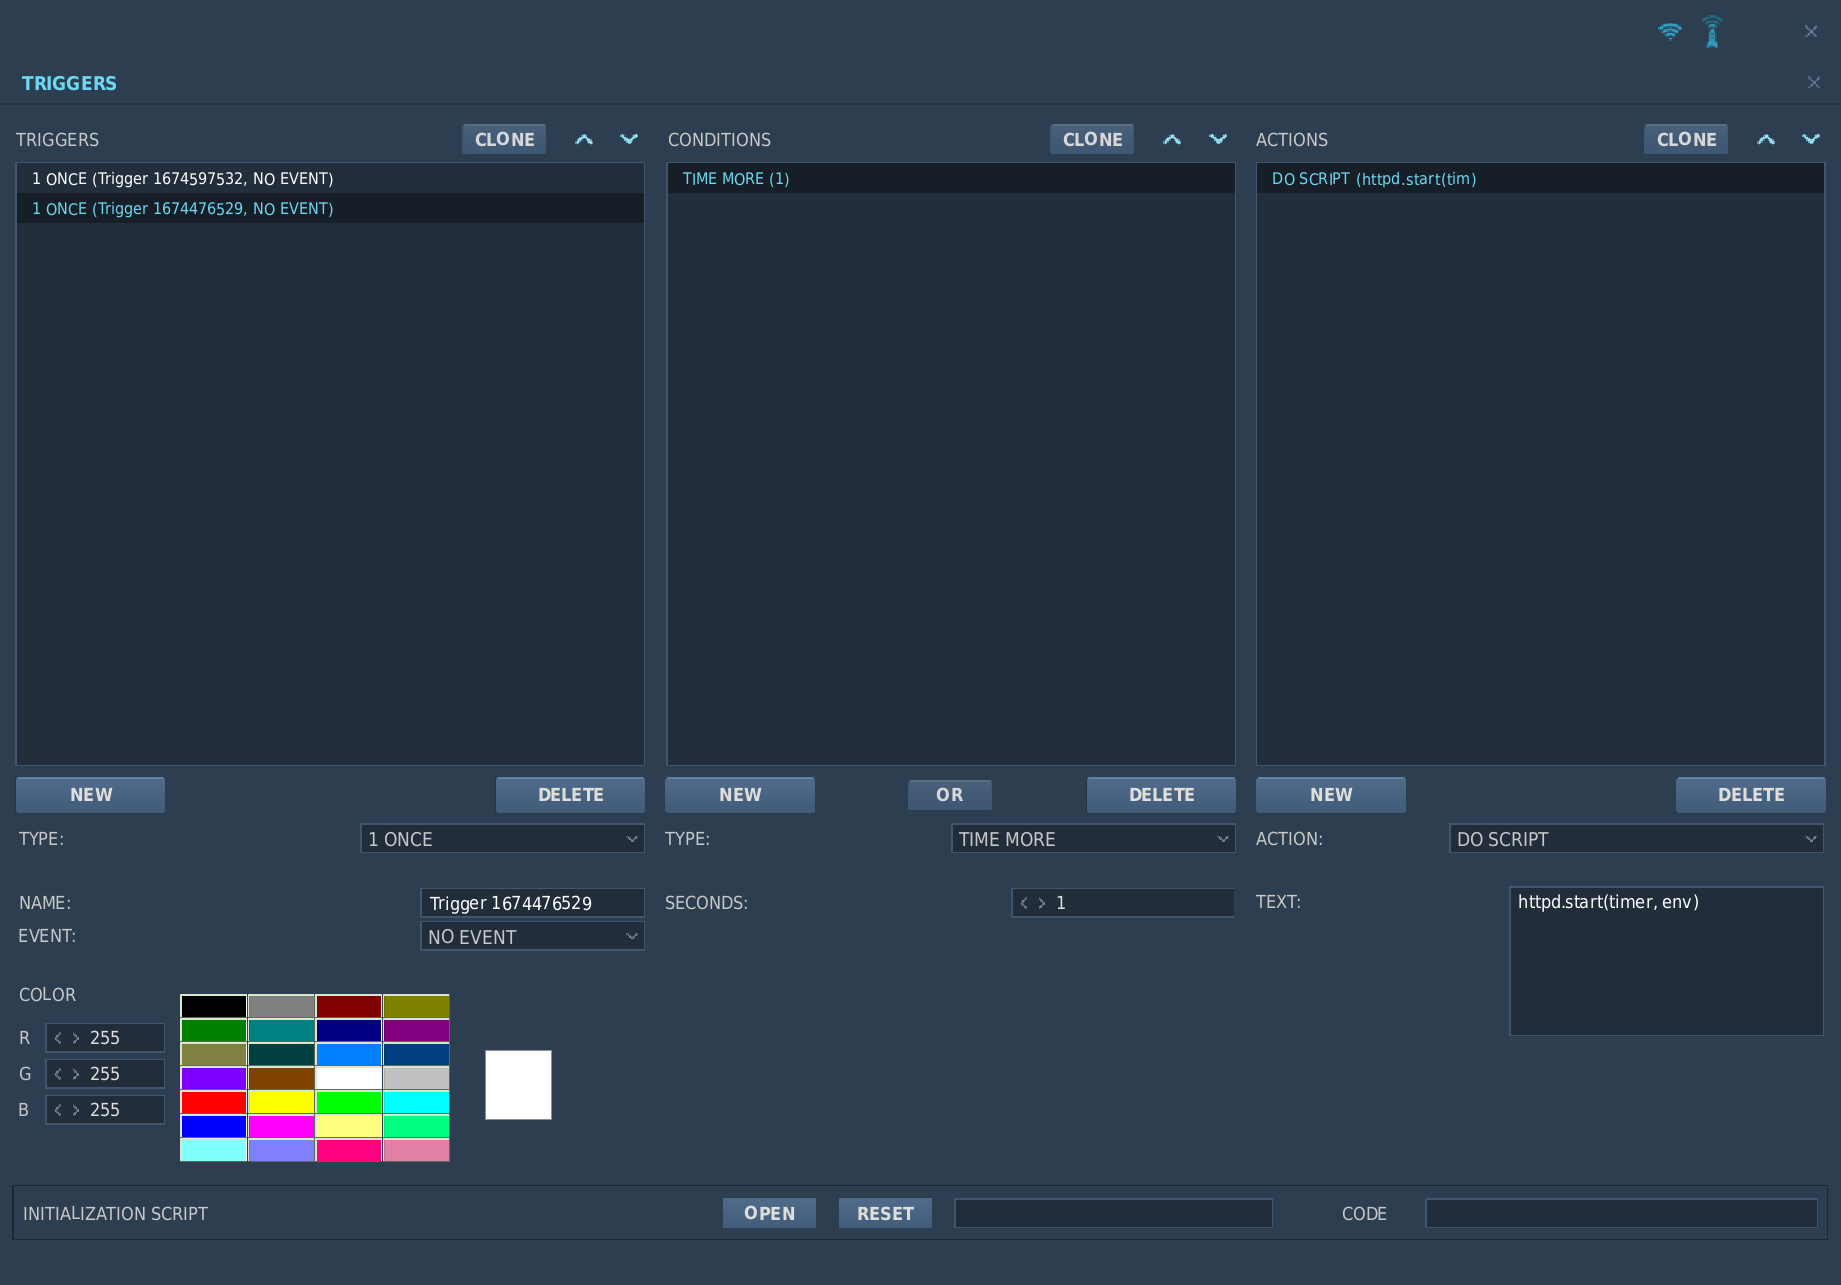 TRIGGERS
TRIGGERS CLONE
1 ONCE (Trigger 1674597532, NO EVENT)
1 ONCE (Trigger 1674476529, NO EVENT)
NEW DELETE
TYPE: 1 ONCE
NAME: Trigger 1674476529
EVENT: NO EVENT
COLOR
R 255
G 255
B 255
CONDITIONS CLONE
TIME MORE (1)
NEW OR DELETE
TYPE: TIME MORE
SECONDS: 1
ACTIONS CLONE
DO SCRIPT (httpd.start(tim)
NEW DELETE
ACTION: DO SCRIPT
TEXT: httpd.start(timer, env)
INITIALIZATION SCRIPT OPEN RESET CODE